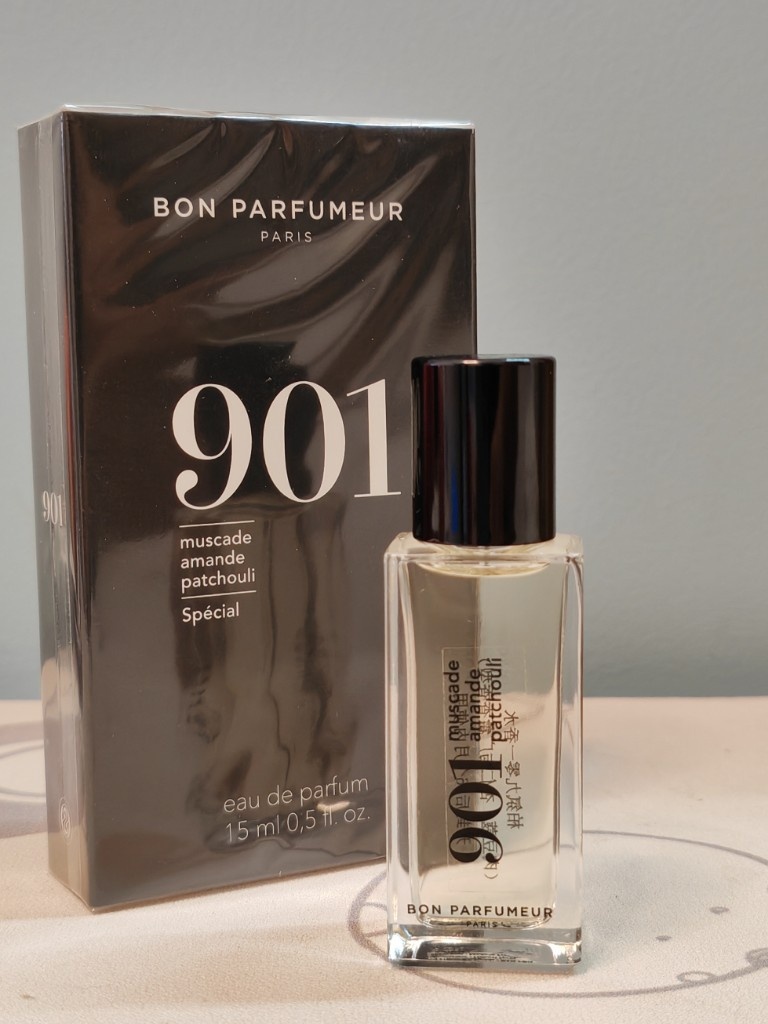 BON PARFUMEUR
PARIS
901
muscade
amande
patchouli
Spécial
eau de parfum
15 ml 0,5 fl. oz.
901
901
muscade
amande
patchouli
BON PARFUMEUR
PARIS